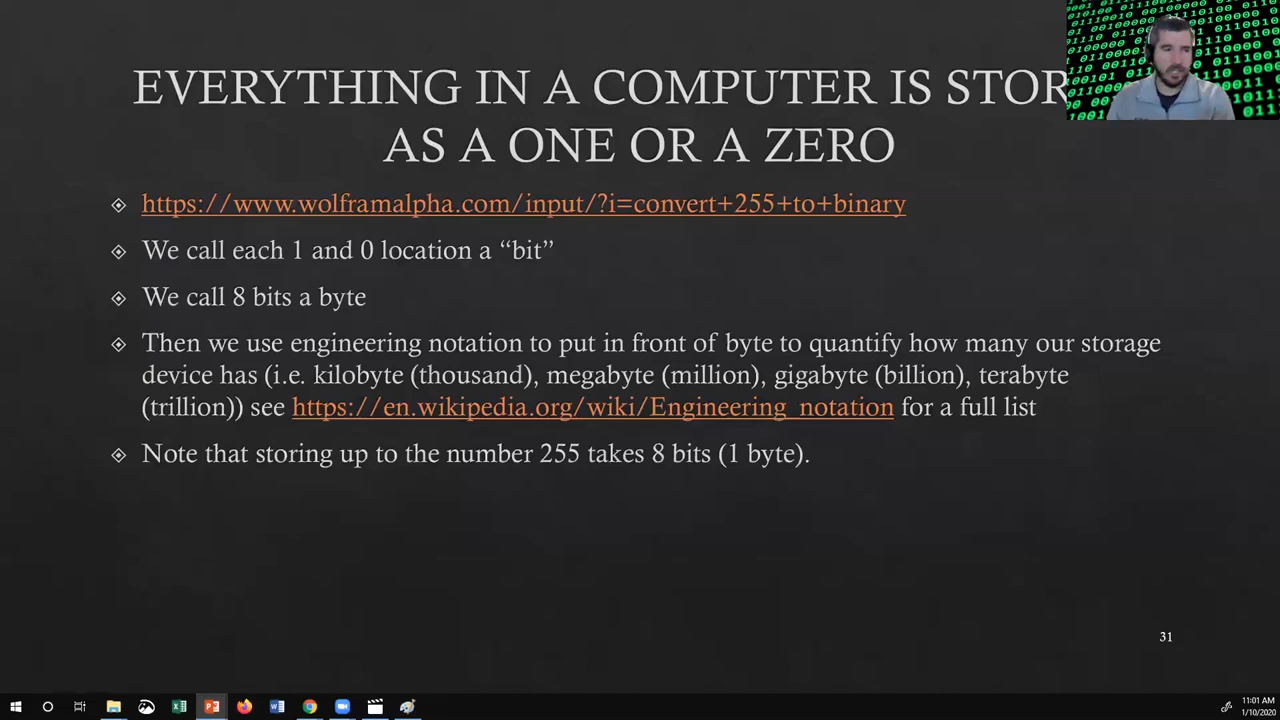 EVERYTHING IN A COMPUTER IS STOR
AS A ONE OR A ZERO
https://www.wolframalpha.com/input/?i=convert+255+to+binary
We call each 1 and 0 location a “bit”
We call 8 bits a byte
Then we use engineering notation to put in front of byte to quantify how many our storage
device has (i.e. kilobyte (thousand), megabyte (million), gigabyte (billion), terabyte
(trillion)) see https://en.wikipedia.org/wiki/Engineering_notation for a full list
Note that storing up to the number 255 takes 8 bits (1 byte).
31
11:01 AM
1/10/2020